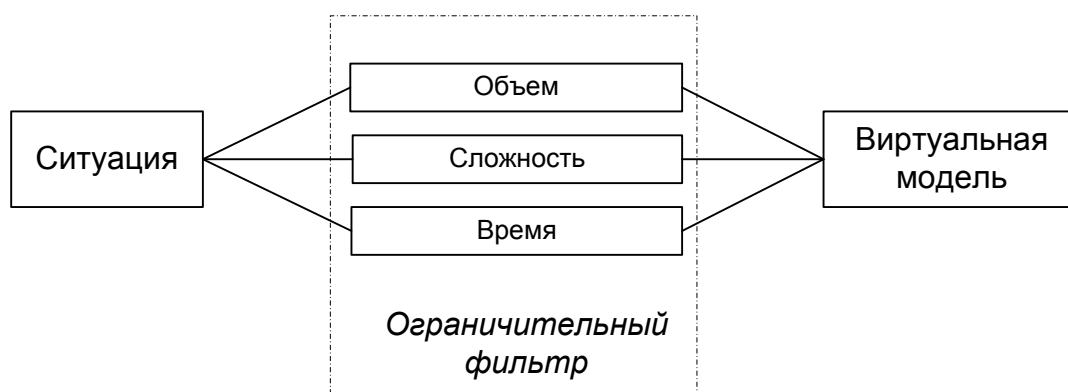 Объем
Ситуация
Сложность
Виртуальная
модель
Время
Ограничительный
фильтр